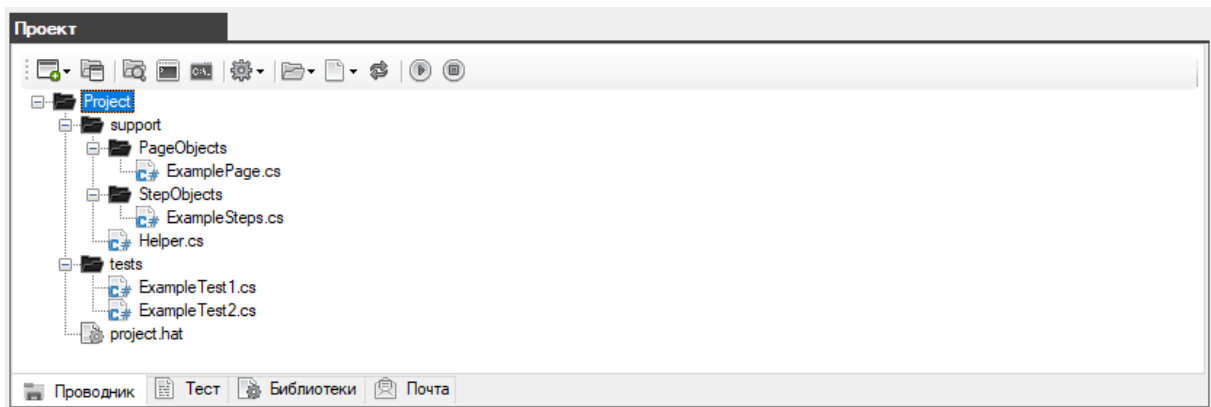 Проект
Project
support
PageObjects
ExamplePage.cs
StepObjects
ExampleSteps.cs
Helper.cs
tests
ExampleTest1.cs
ExampleTest2.cs
project.hat
Проводник Тест Библиотеки Почта